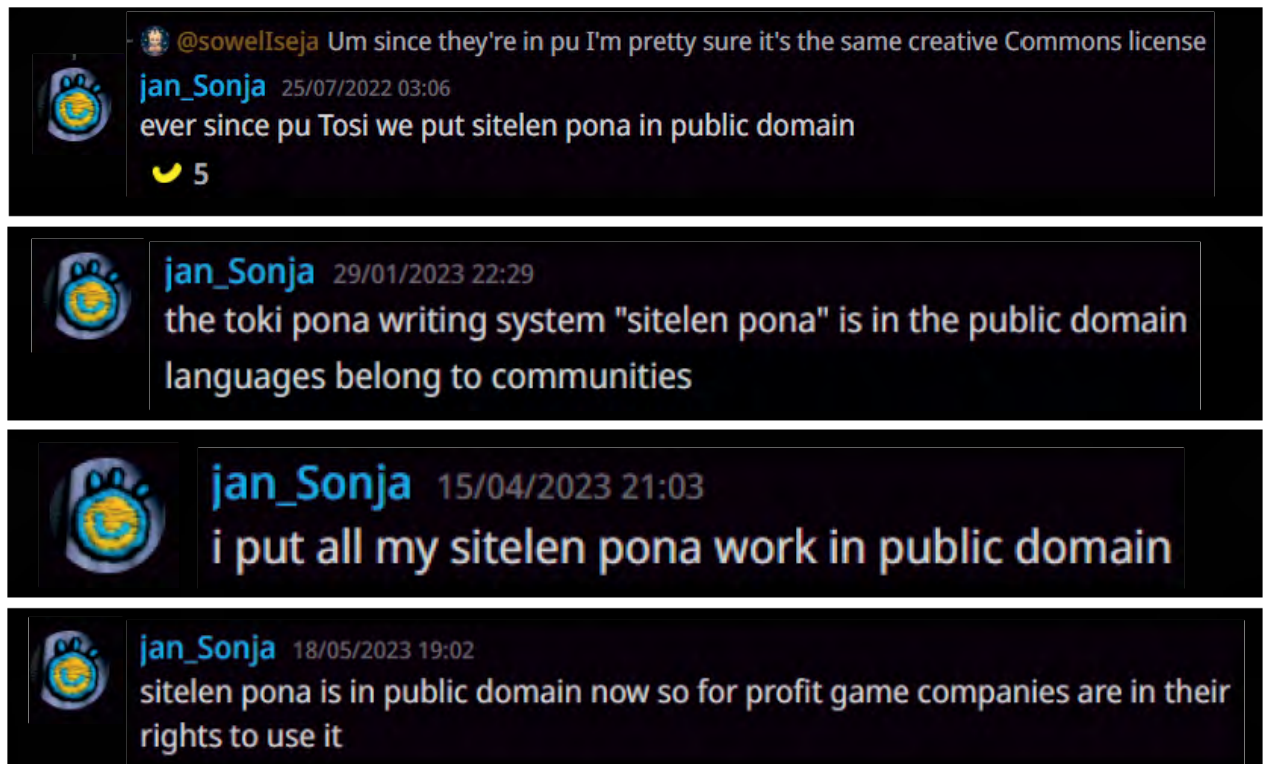 @sowelIseja Um since they're in pu I'm pretty sure it's the same creative Commons license
jan_Sonja 25/07/2022 03:06
ever since pu Tosi we put sitelen pona in public domain
5
jan_Sonja 29/01/2023 22:29
the toki pona writing system "sitelen pona" is in the public domain
languages belong to communities
jan_Sonja 15/04/2023 21:03
i put all my sitelen pona work in public domain
jan_Sonja 18/05/2023 19:02
sitelen pona is in public domain now so for profit game companies are in their
rights to use it